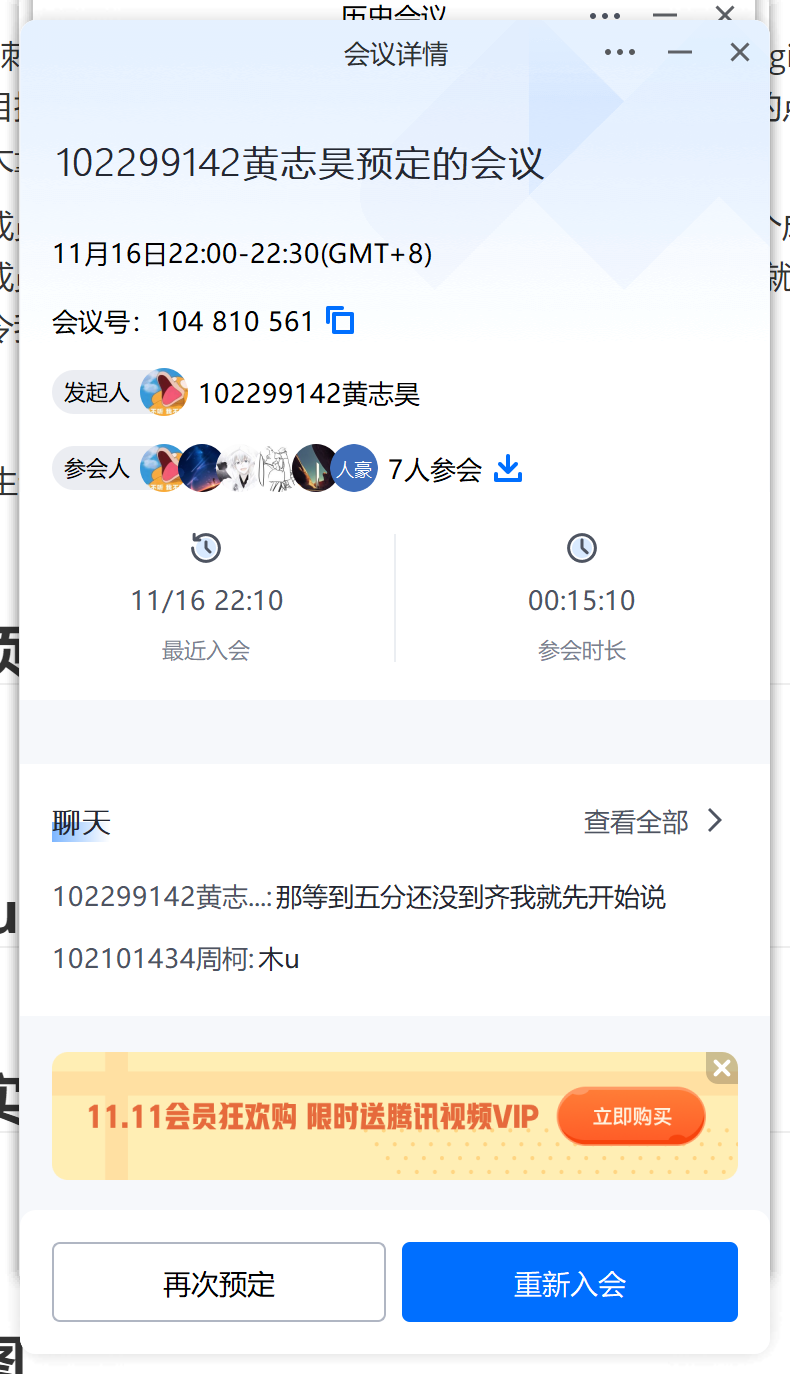 历史会议
会议详情
102299142黄志昊预定的会议
11月16日22:00-22:30(GMT+8)
会议号：104 810 561
发起人 102299142黄志昊
参会人 人豪 7人参会
11/16 22:10
最近入会
00:15:10
参会时长
聊天
查看全部
102299142黄志...: 那等到五分还没到齐我就先开始说
102101434周柯: 木u
11.11会员狂欢购 限时送腾讯视频VIP
立即购买
再次预定
重新入会